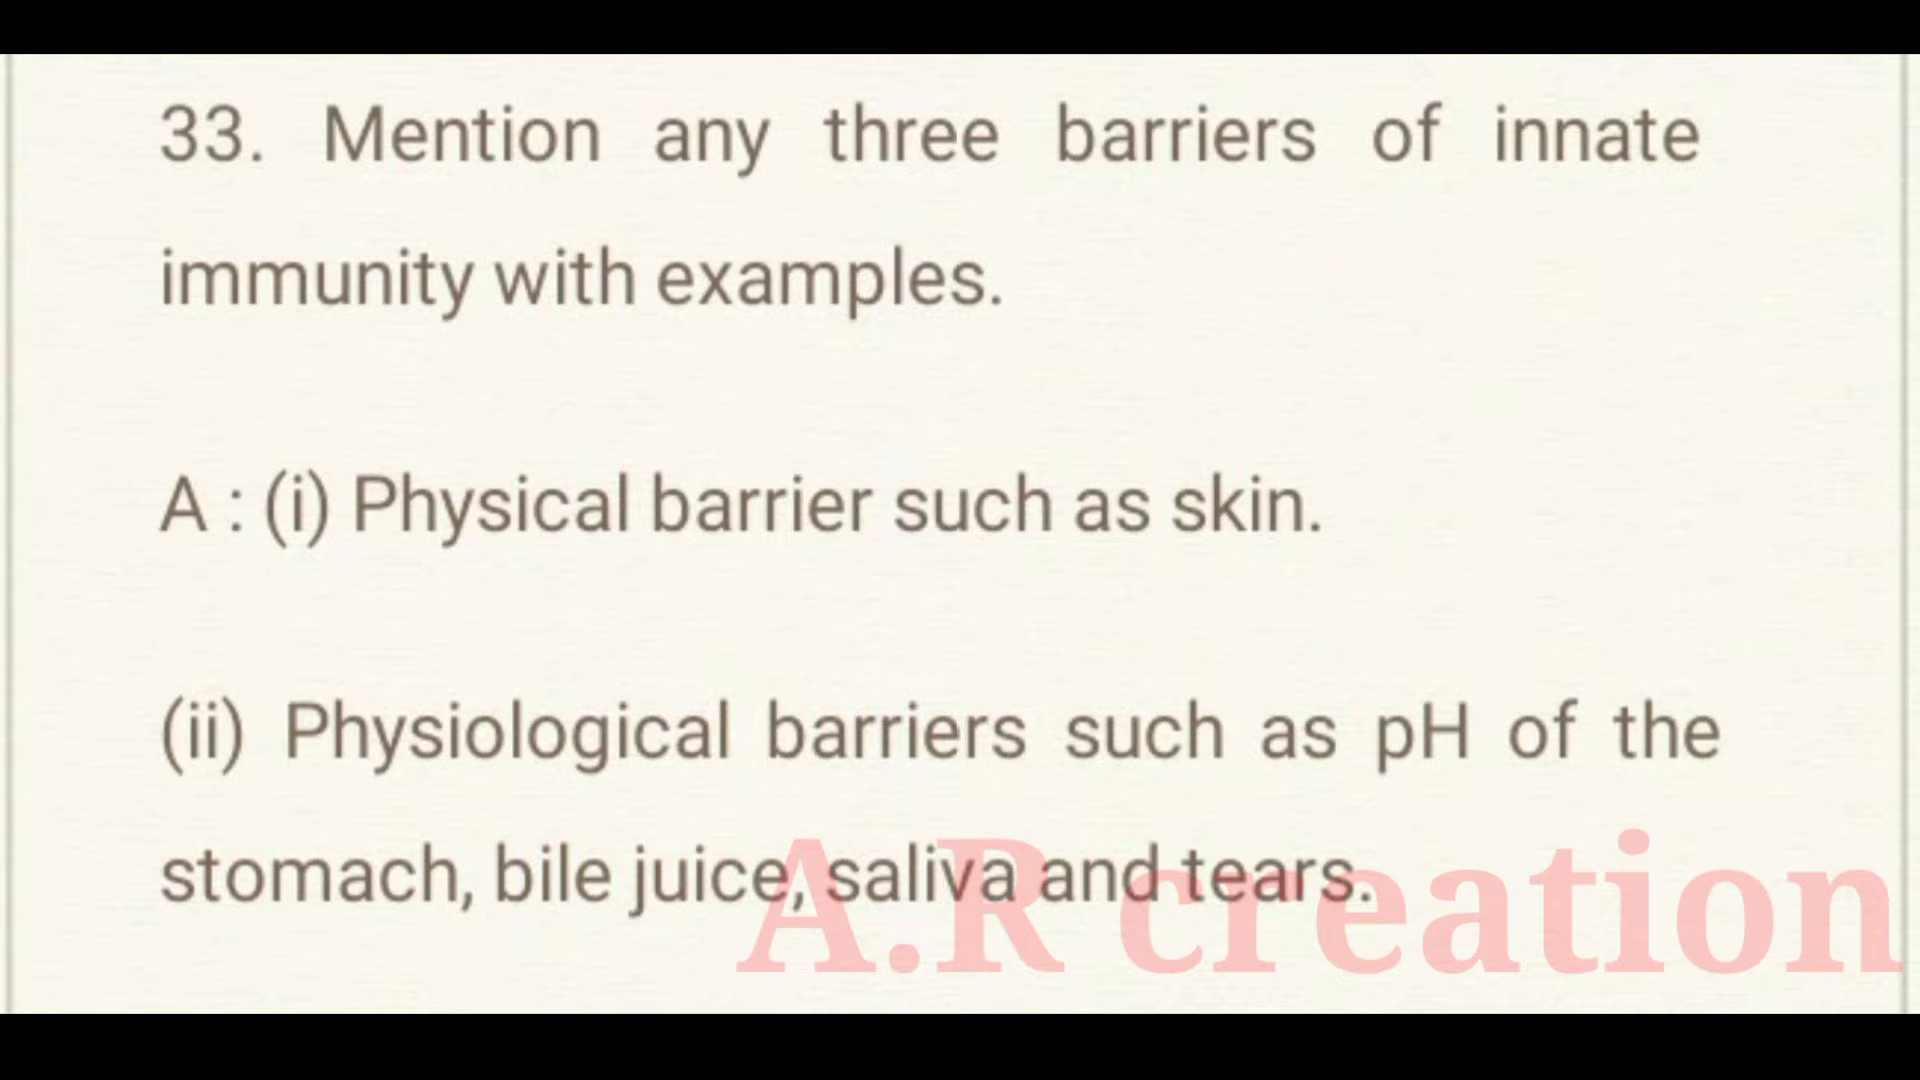 33. Mention any three barriers of innate
immunity with examples.
A : (i) Physical barrier such as skin.
(ii) Physiological barriers such as pH of the
stomach, bile juice, saliva and tears.
A.R creation